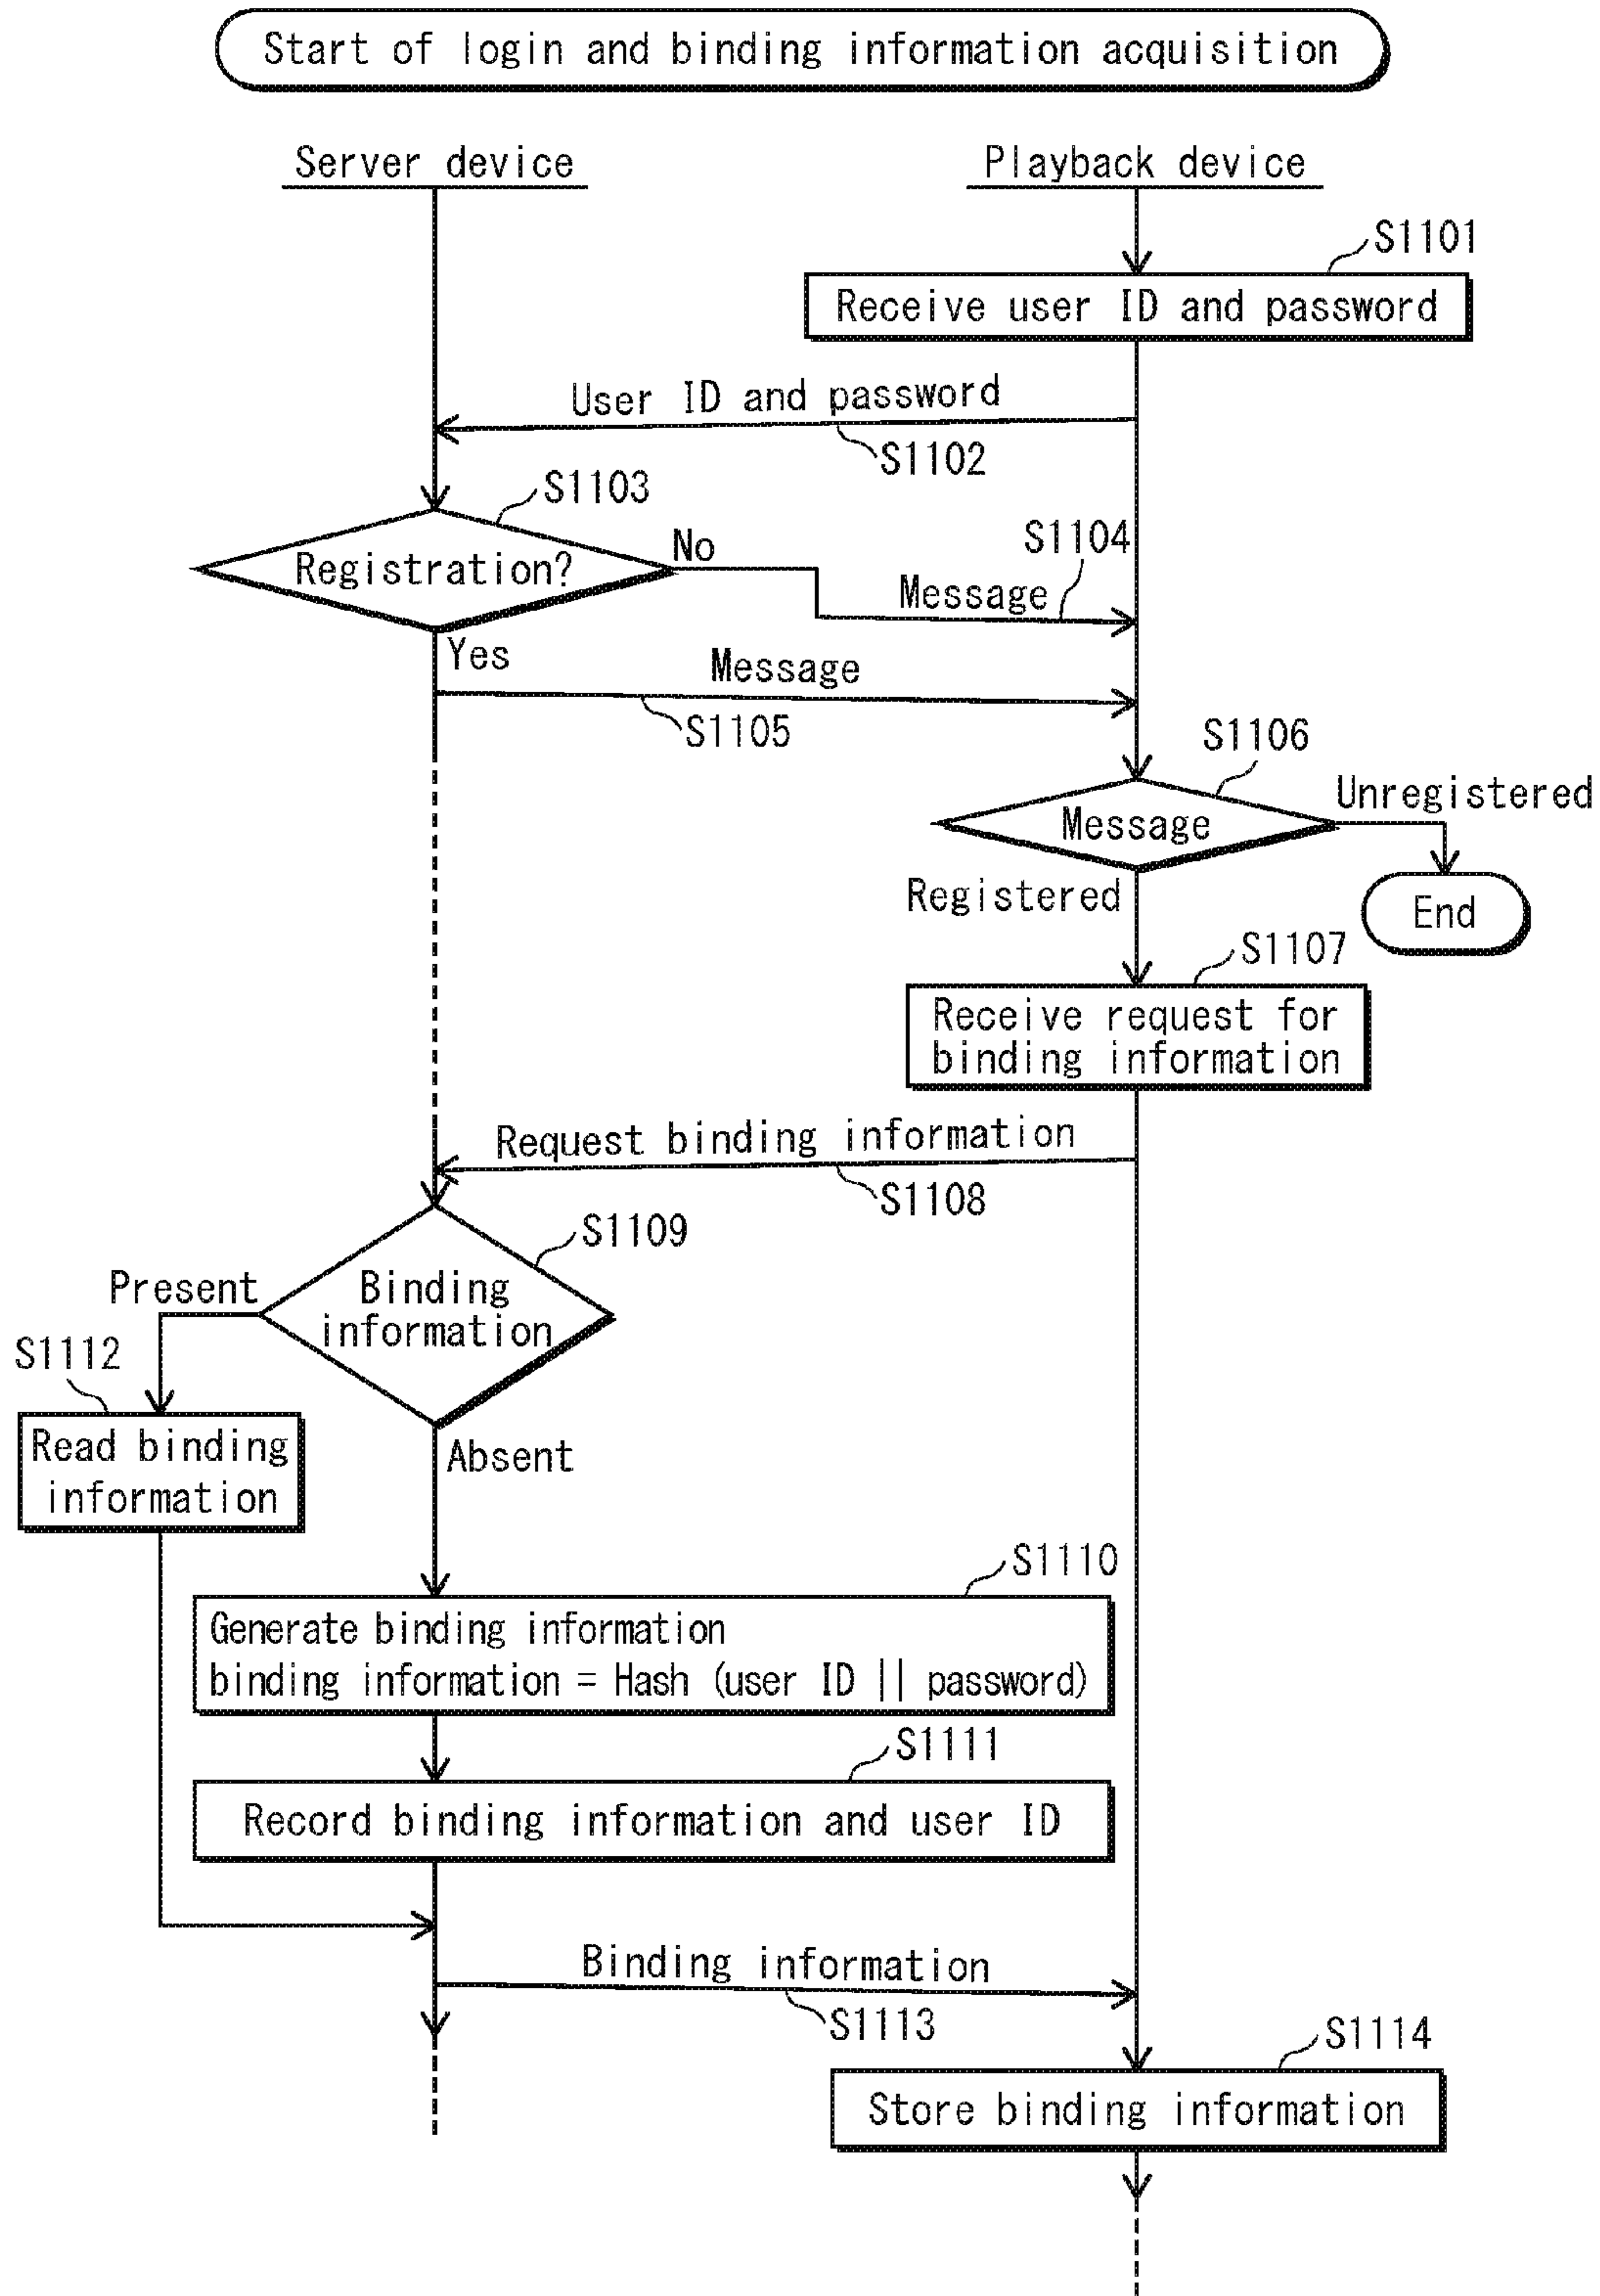 Start of login and binding information acquisition
Server device
Playback device
S1101
Receive user ID and password
User ID and password
S1102
S1103
Registration?
No
S1104
Message
Yes
Message
S1105
S1106
Message
Unregistered
Registered
End
S1107
Receive request for
binding information
Request binding information
S1108
S1109
Binding
information
Present
S1112
Read binding
information
Absent
S1110
Generate binding information
binding information = Hash (user ID || password)
S1111
Record binding information and user ID
Binding information
S1113
S1114
Store binding information